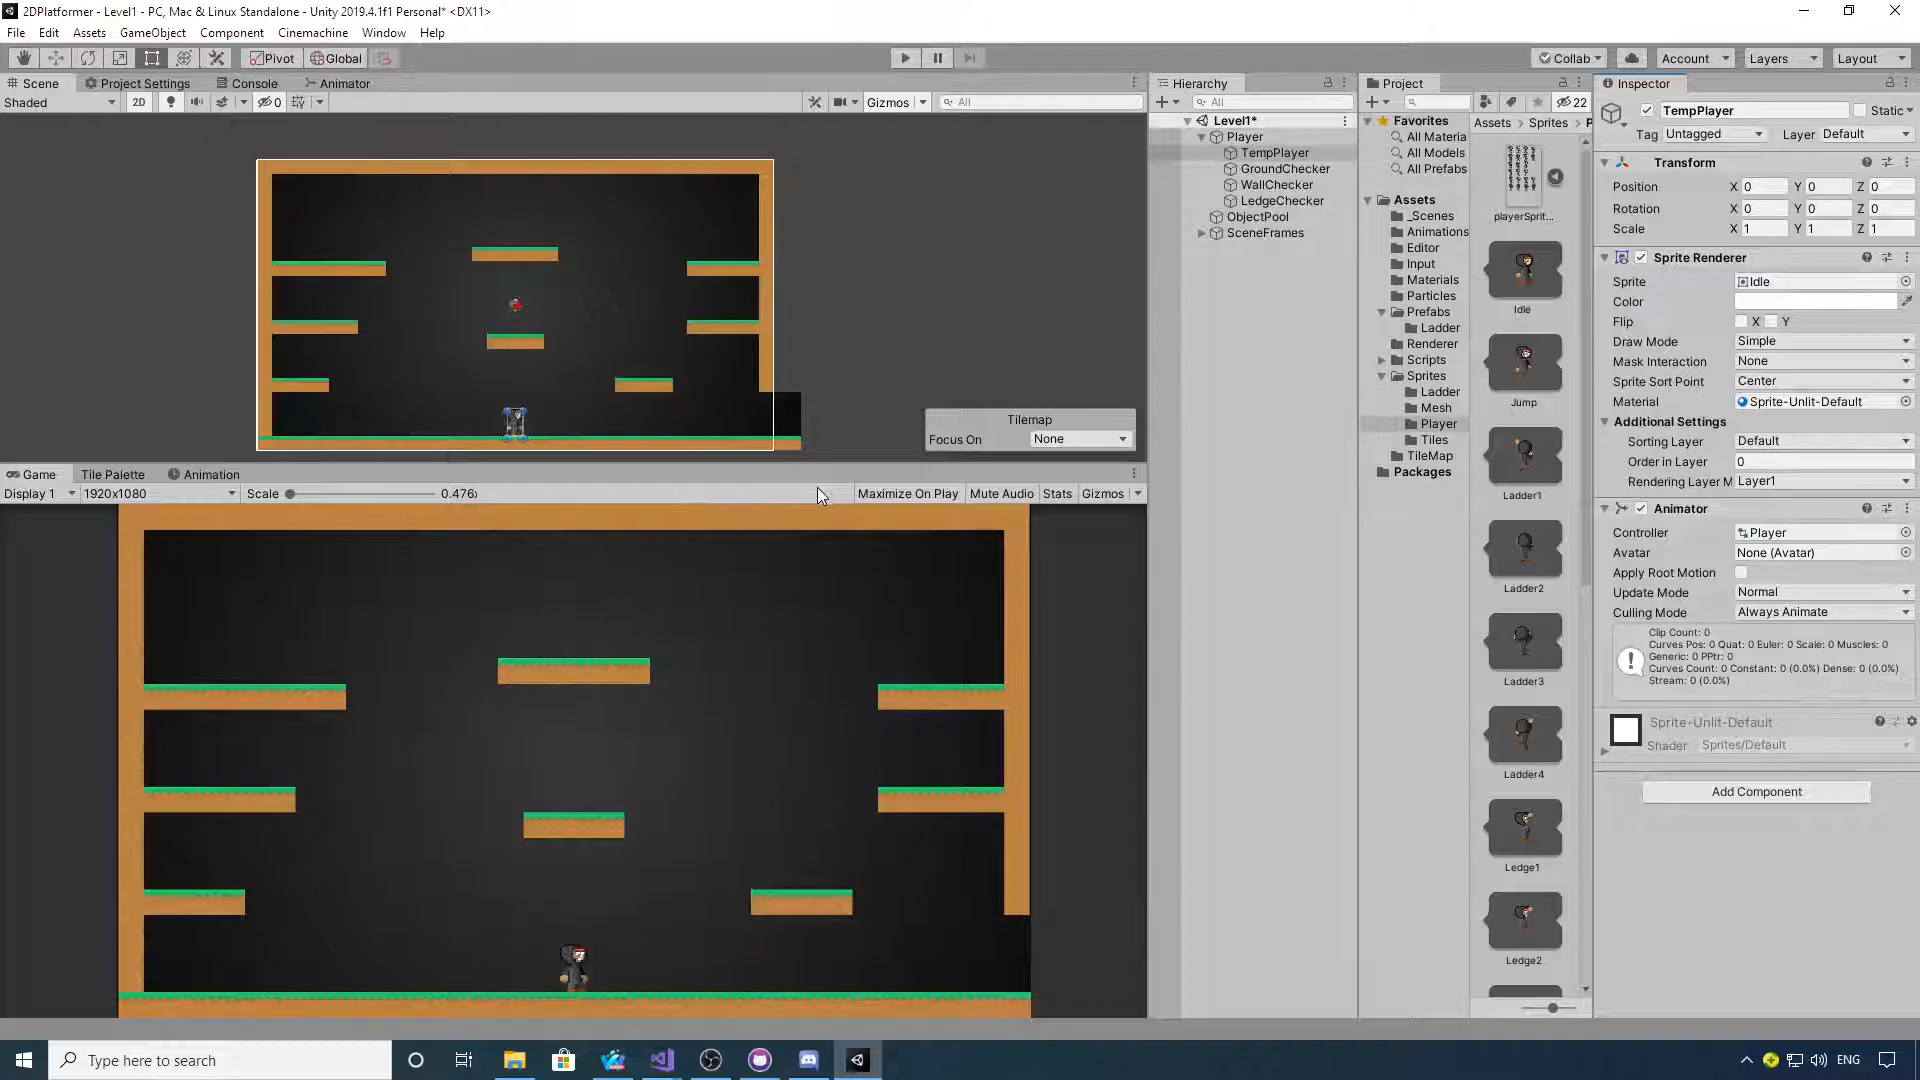 2DPlatformer - Level1 - PC, Mac & Linux Standalone - Unity 2019.4.1f1 Personal* <DX11>
File Edit Assets GameObject Component Cinemachine Window Help
Pivot Global Collab Account Layers Layout
Scene Project Settings Console Animator
Shaded 2D 0 Gizmos All
Tilemap
Focus On None
Game Tile Palette Animation
Display 1 1920x1080 Scale 0.476x Maximize On Play Mute Audio Stats Gizmos
Hierarchy
All
Level1*
Player
TempPlayer
GroundChecker
WallChecker
LedgeChecker
ObjectPool
SceneFrames
Project
22
Favorites
All Materia
All Models
All Prefabs
Assets
_Scenes
Animations
Editor
Input
Materials
Particles
Prefabs
Ladder
Renderer
Scripts
Sprites
Ladder
Mesh
Player
Tiles
TileMap
Packages
Assets > Sprites > P
playerSprit...
Idle
Jump
Ladder1
Ladder2
Ladder3
Ladder4
Ledge1
Ledge2
Inspector
TempPlayer Static
Tag Untagged Layer Default
Transform
Position X 0 Y 0 Z 0
Rotation X 0 Y 0 Z 0
Scale X 1 Y 1 Z 1
Sprite Renderer
Sprite Idle
Color
Flip X Y
Draw Mode Simple
Mask Interaction None
Sprite Sort Point Center
Material Sprite-Unlit-Default
Additional Settings
Sorting Layer Default
Order in Layer 0
Rendering Layer M Layer1
Animator
Controller Player
Avatar None (Avatar)
Apply Root Motion
Update Mode Normal
Culling Mode Always Animate
Clip Count: 0
Curves Pos: 0 Quat: 0 Euler: 0 Scale: 0 Muscles: 0
Generic: 0 PPtr: 0
Curves Count: 0 Constant: 0 (0.0%) Dense: 0 (0.0%)
Stream: 0 (0.0%)
Sprite-Unlit-Default
Shader Sprites/Default
Add Component
Type here to search
ENG